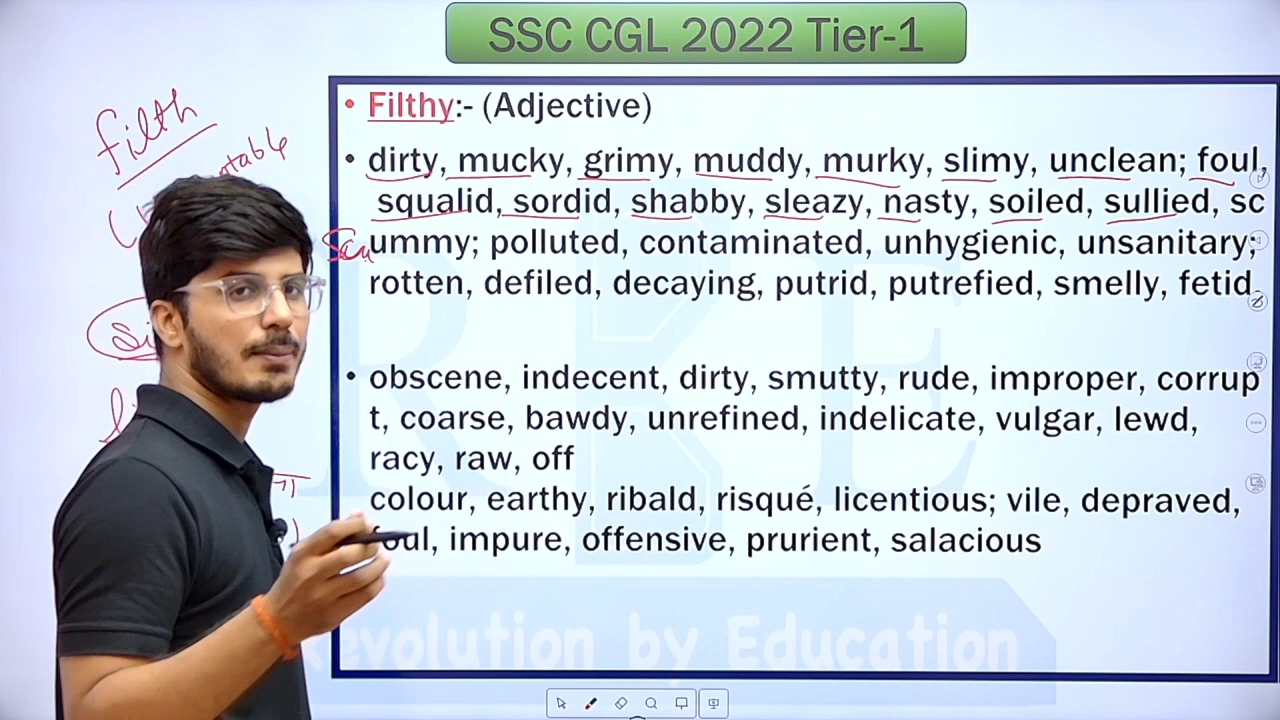 SSC CGL 2022 Tier-1
filth
• Filthy:- (Adjective)
• dirty, mucky, grimy, muddy, murky, slimy, unclean; foul,
squalid, sordid, shabby, sleazy, nasty, soiled, sullied, sc
Scu
ummy; polluted, contaminated, unhygienic, unsanitary;
rotten, defiled, decaying, putrid, putrefied, smelly, fetid
• obscene, indecent, dirty, smutty, rude, improper, corrup
t, coarse, bawdy, unrefined, indelicate, vulgar, lewd,
racy, raw, off
colour, earthy, ribald, risqué, licentious; vile, depraved,
foul, impure, offensive, prurient, salacious
RKE
Revolution by Education